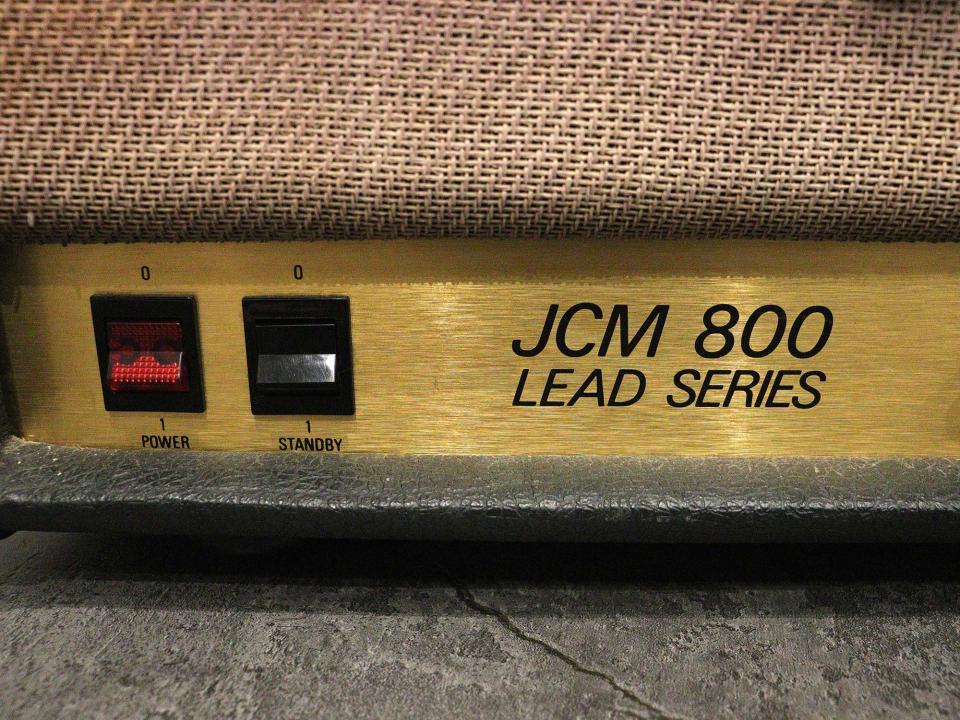 0 0
JCM 800
LEAD SERIES
1 1
POWER STANDBY